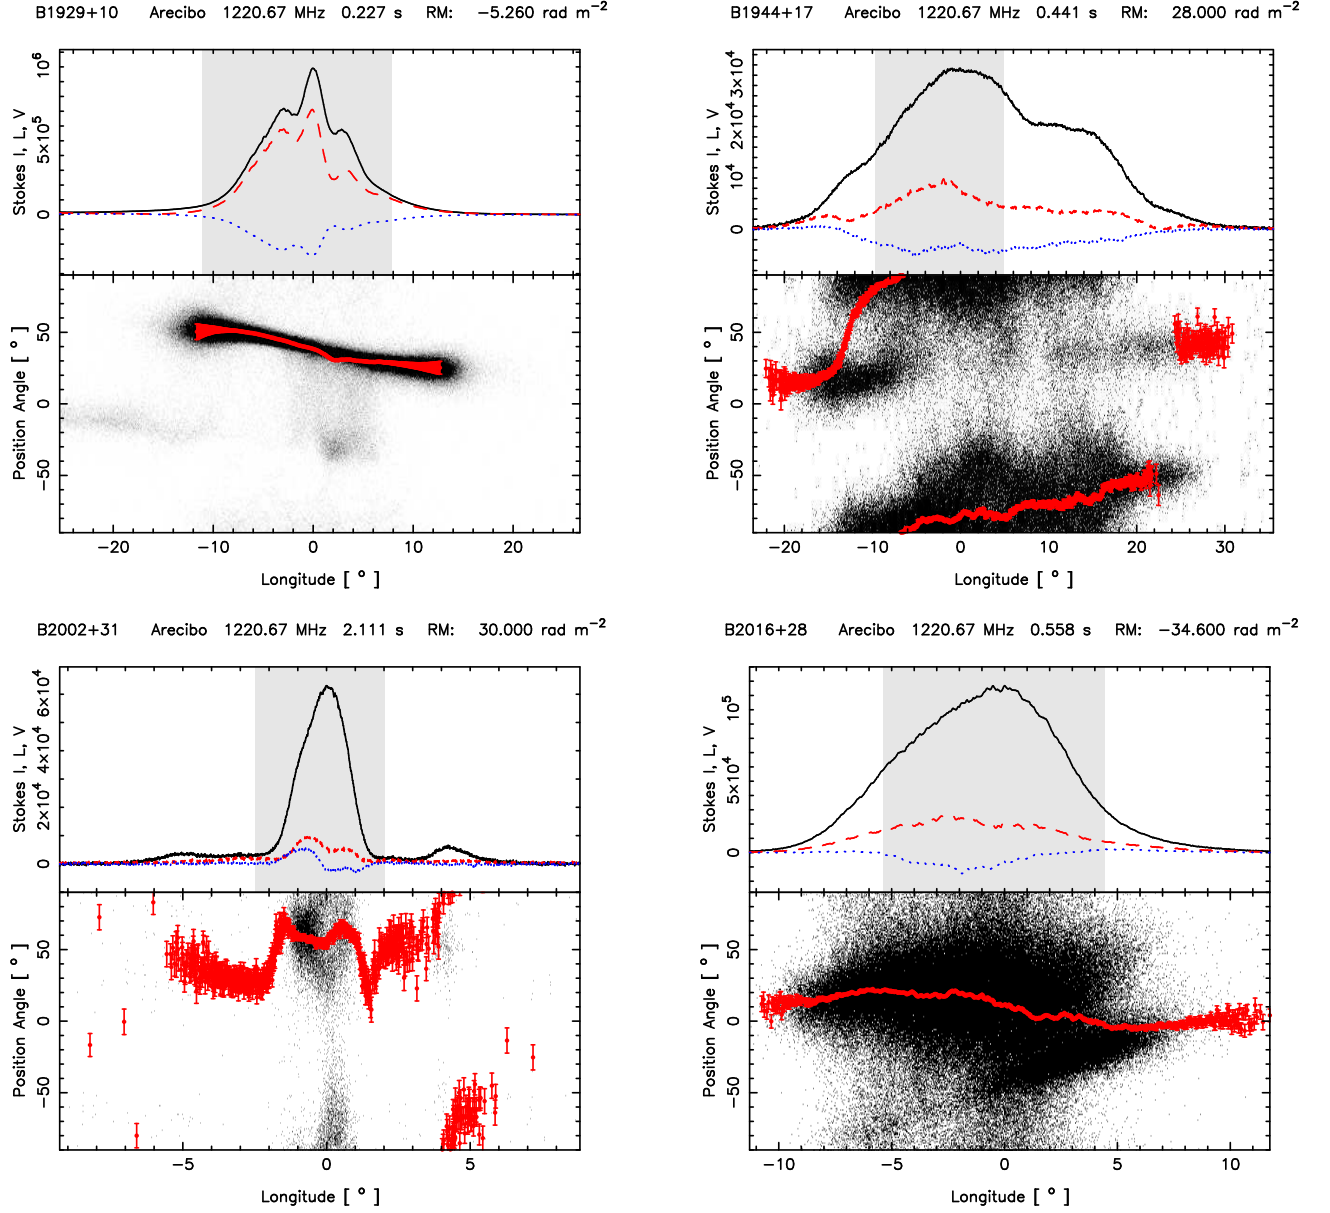 B1929+10 Arecibo 1220.67 MHz 0.227 s RM: −5.260 rad m−2
Stokes I, L, V
10^6
5×10^5
0
Position Angle [ ° ]
50
0
−50
−20 −10 0 10 20
Longitude [ ° ]
B1944+17 Arecibo 1220.67 MHz 0.441 s RM: 28.000 rad m−2
Stokes I, L, V
3×10^4
2×10^4
10^4
0
Position Angle [ ° ]
50
0
−50
−20 −10 0 10 20 30
Longitude [ ° ]
B2002+31 Arecibo 1220.67 MHz 2.111 s RM: 30.000 rad m−2
Stokes I, L, V
6×10^4
4×10^4
2×10^4
0
Position Angle [ ° ]
50
0
−50
−5 0 5
Longitude [ ° ]
B2016+28 Arecibo 1220.67 MHz 0.558 s RM: −34.600 rad m−2
Stokes I, L, V
10^5
5×10^4
0
Position Angle [ ° ]
50
0
−50
−10 −5 0 5 10
Longitude [ ° ]